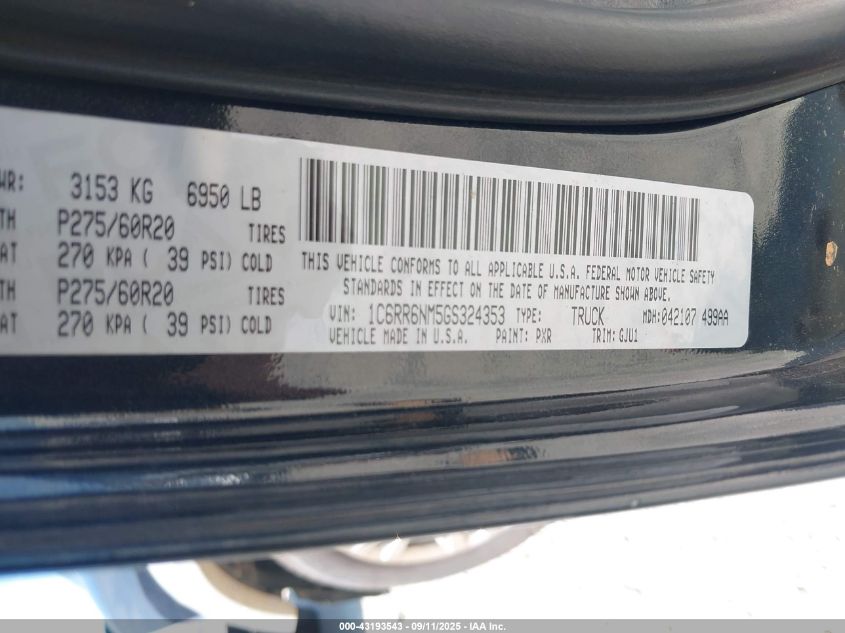 WR: 3153 KG 6950 LB
TH P275/60R20 TIRES
AT 270 KPA ( 39 PSI) COLD
TH P275/60R20 TIRES
AT 270 KPA ( 39 PSI) COLD
THIS VEHICLE CONFORMS TO ALL APPLICABLE U.S.A. FEDERAL MOTOR VEHICLE SAFETY
STANDARDS IN EFFECT ON THE DATE OF MANUFACTURE SHOWN ABOVE.
VIN: 1C6RR6NM5GS324353 TYPE: TRUCK MDH:042107 499AA
VEHICLE MADE IN U.S.A. PAINT: PXR TRIM: GJU1
000-43193543 - 09/11/2025 - IAA Inc.